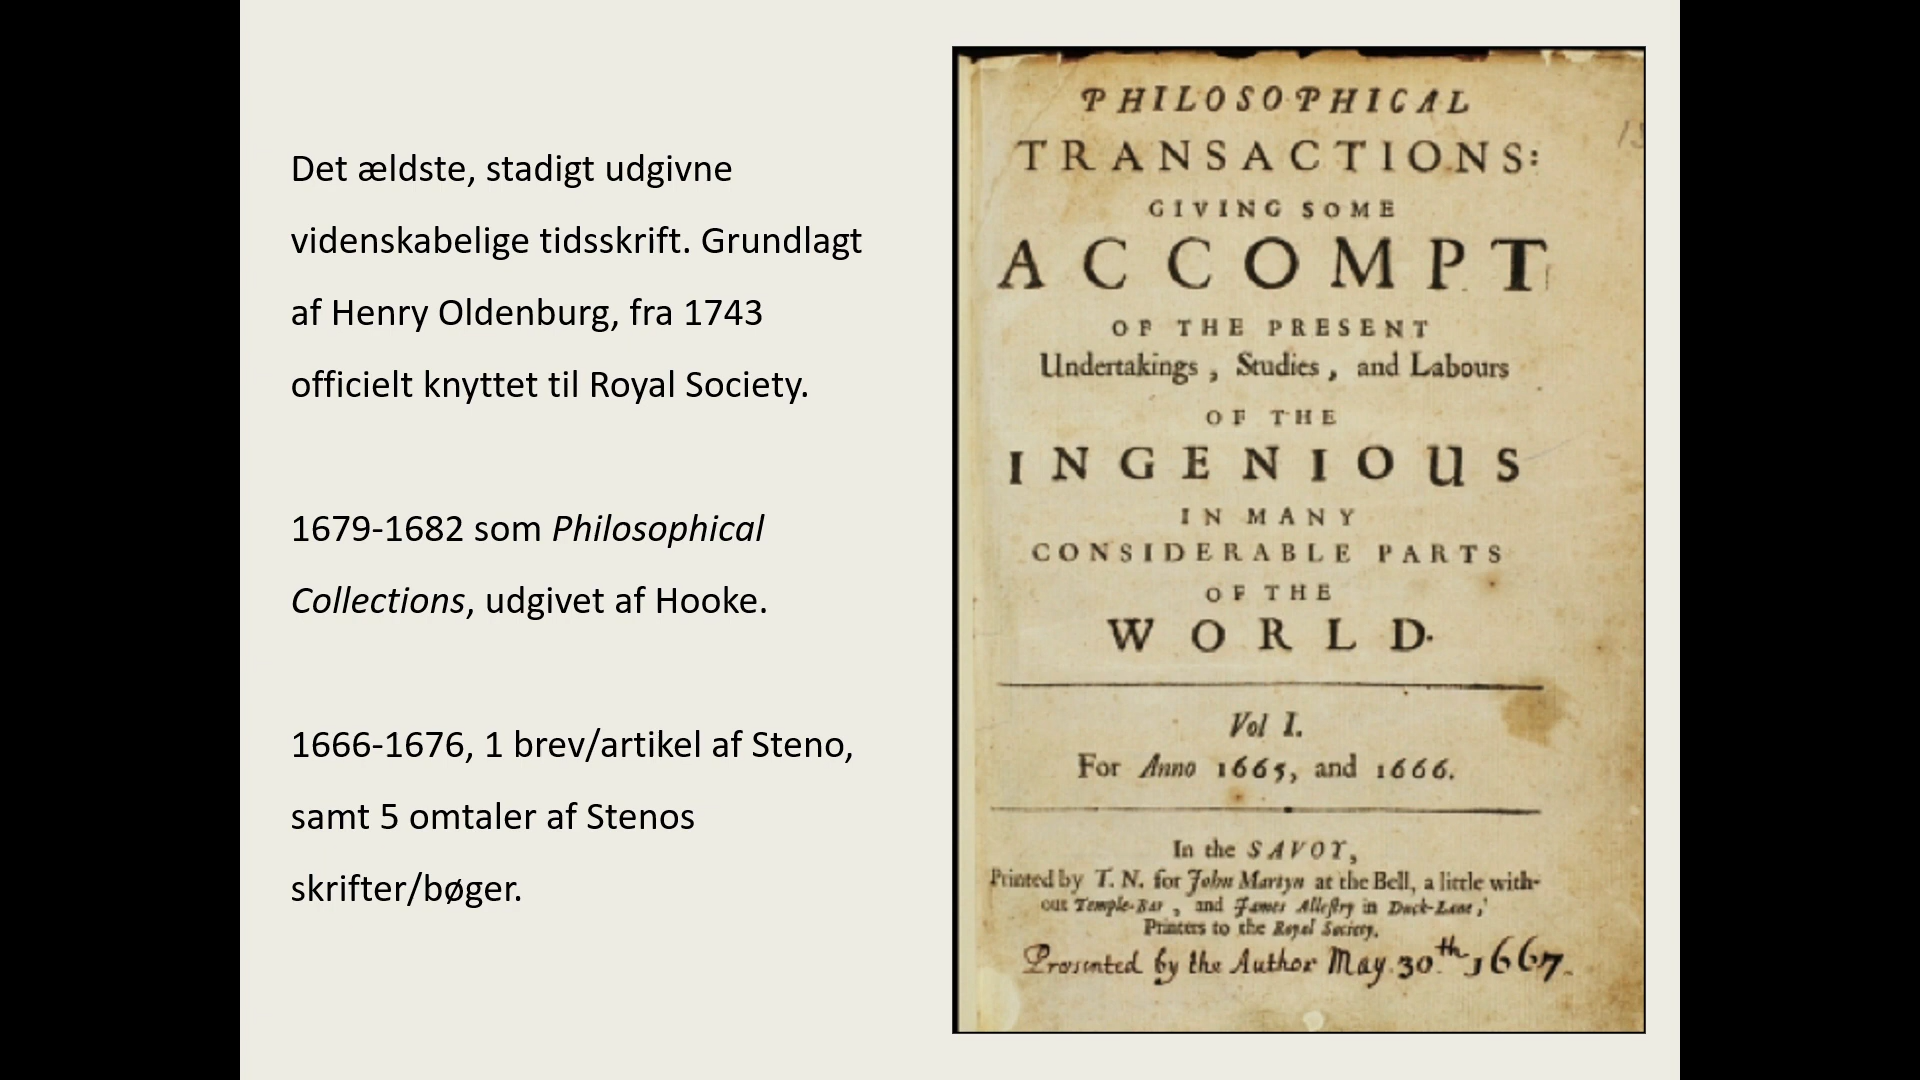 Det ældste, stadigt udgivne
videnskabelige tidsskrift. Grundlagt
af Henry Oldenburg, fra 1743
officielt knyttet til Royal Society.
1679-1682 som Philosophical
Collections, udgivet af Hooke.
1666-1676, 1 brev/artikel af Steno,
samt 5 omtaler af Stenos
skrifter/bøger.
PHILOSOPHICAL
TRANSACTIONS:
GIVING SOME
ACCOMPT
OF THE PRESENT
Undertakings, Studies, and Labours
OF THE
INGENIOUS
IN MANY
CONSIDERABLE PARTS
OF THE
WORLD.
Vol I.
For Anno 1665, and 1666.
In the SAVOY,
Printed by T. N. for John Martyn at the Bell, a little with-
out Temple-Bar, and James Allestry in Duck-Lane,
Printers to the Royal Society.
Presented by the Author May. 30th 1667.